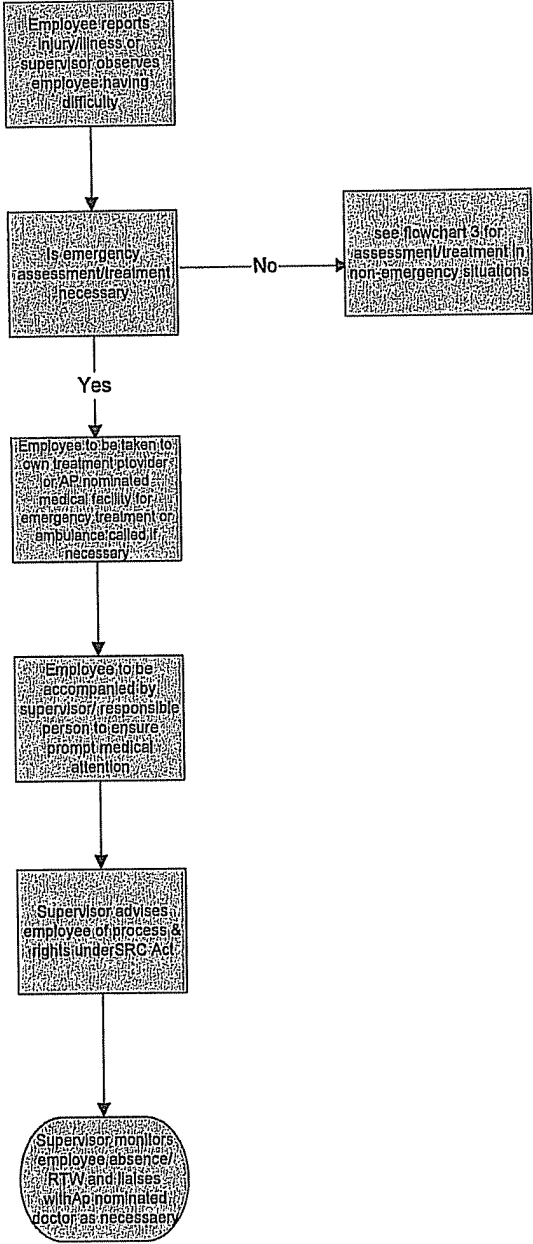 Employee reports
injury/illness or
supervisor observes
employee having
difficulty
Is emergency
assessment/treatment
necessary
No
see flowchart 3 for
assessment/treatment in
non-emergency situations
Yes
Employee to be taken to
own treatment plovider
or AP nominated
medical facility for
emergency treatment or
ambulance called if
necessary
Employee to be
accompanied by
supervisor/ responsible
person to ensure
prompt medical
attention
Supervisor advises
employee of process &
rights underSRC Act
Supervisor monitors
employee absence/
RTW and liaises
withAp nominated
doctor as necessaery